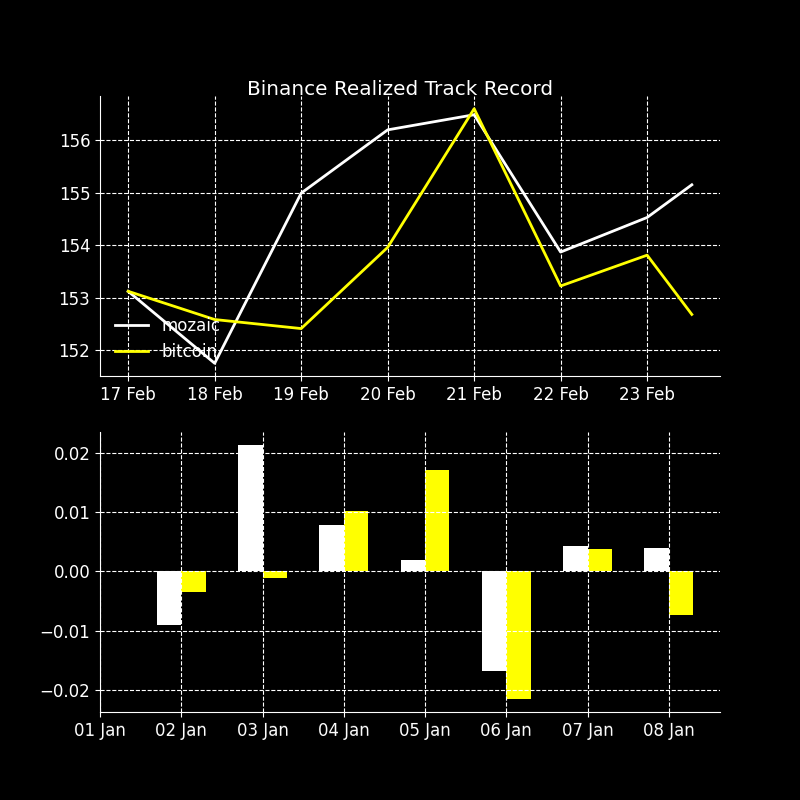 Binance Realized Track Record
156
155
154
153
152
mozaic
bitcoin
17 Feb 18 Feb 19 Feb 20 Feb 21 Feb 22 Feb 23 Feb
0.02
0.01
0.00
−0.01
−0.02
01 Jan 02 Jan 03 Jan 04 Jan 05 Jan 06 Jan 07 Jan 08 Jan